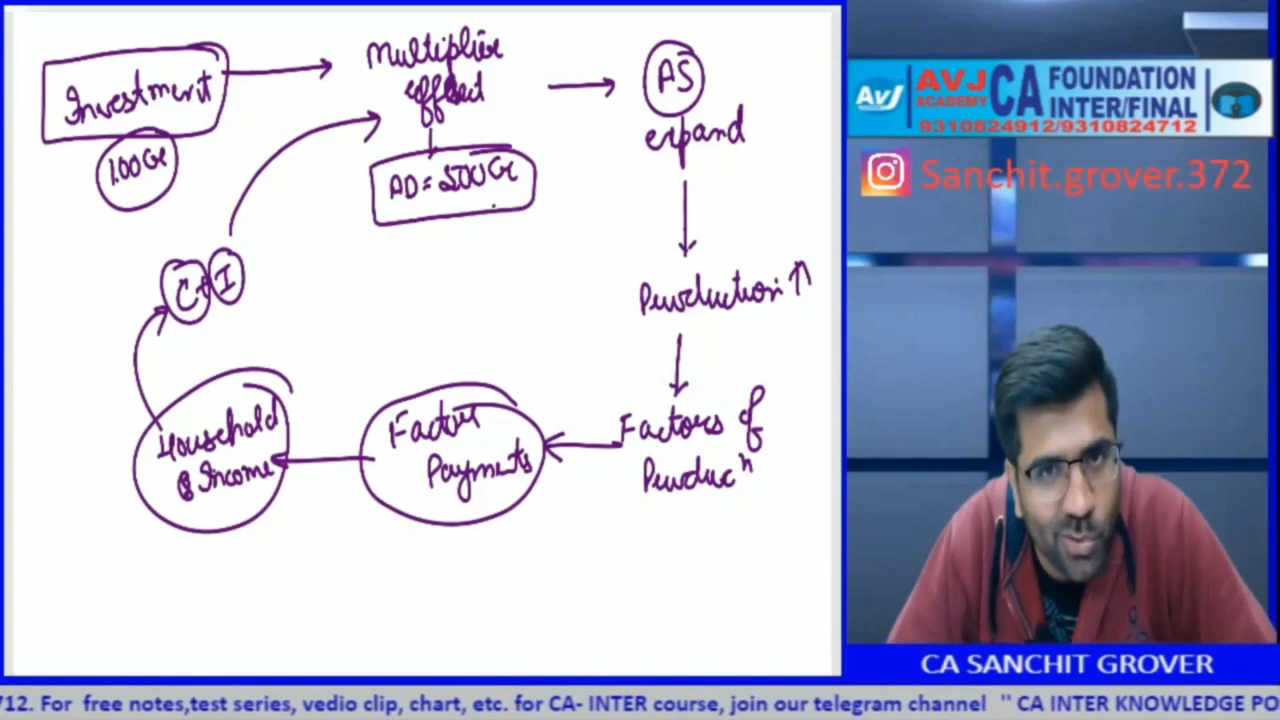 Investment
100Cr
Multiplier
effect
AD = 500Cr
AS
expand
Production ↑
Factors of
Producⁿ
Factor
Payments
Household
Income
C + I
AVJ
AVJ
ACADEMY
CA
FOUNDATION
INTER/FINAL
9310824912/9310824712
Sanchit.grover.372
CA SANCHIT GROVER
712. For free notes,test series, vedio clip, chart, etc. for CA- INTER course, join our telegram channel " CA INTER KNOWLEDGE PO